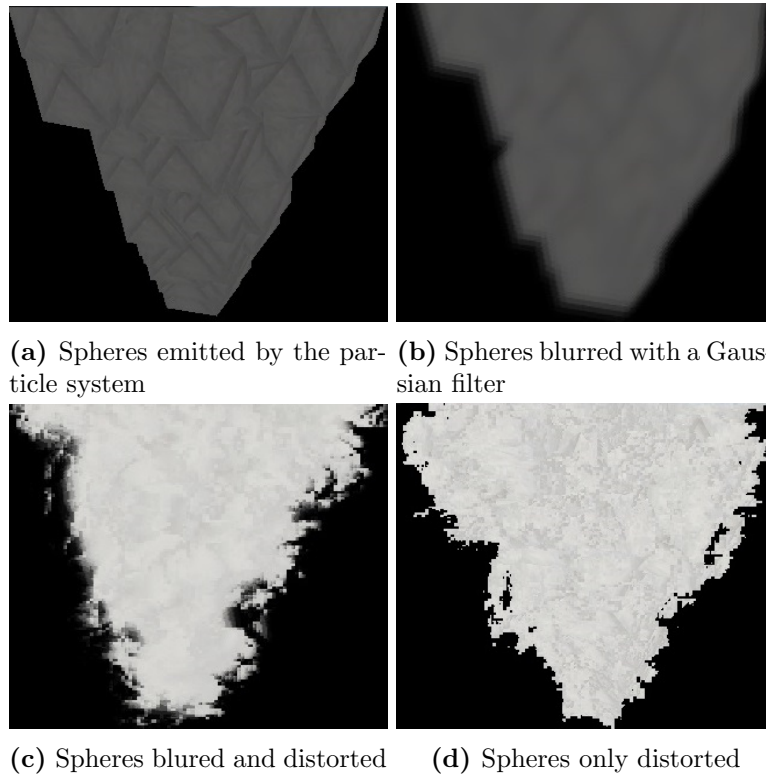 (a) Spheres emitted by the par-
ticle system
(b) Spheres blurred with a Gaus-
sian filter
(c) Spheres blured and distorted
(d) Spheres only distorted